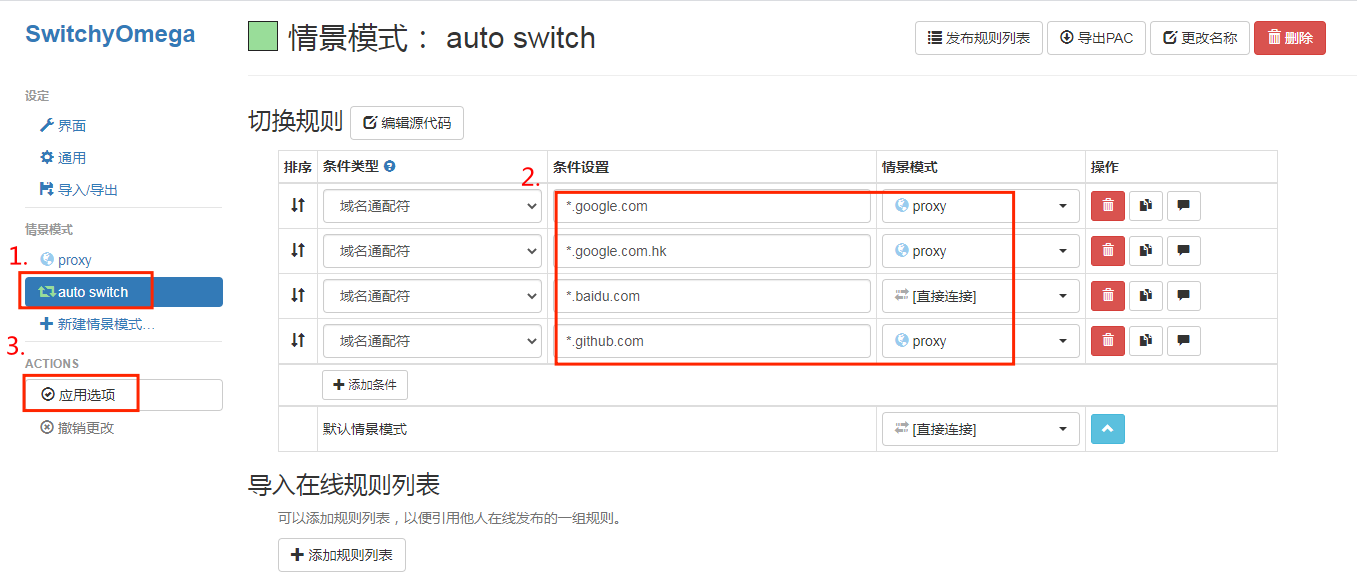 SwitchyOmega
情景模式： auto switch
发布规则列表 导出PAC 更改名称 删除
设定
界面
通用
导入/导出
情景模式
1. proxy
auto switch
新建情景模式...
3.
ACTIONS
应用选项
撤销更改
切换规则 编辑源代码
排序 条件类型 2. 条件设置 情景模式 操作
域名通配符 *.google.com proxy
域名通配符 *.google.com.hk proxy
域名通配符 *.baidu.com [直接连接]
域名通配符 *.github.com proxy
添加条件
默认情景模式 [直接连接]
导入在线规则列表
可以添加规则列表，以便引用他人在线发布的一组规则。
添加规则列表